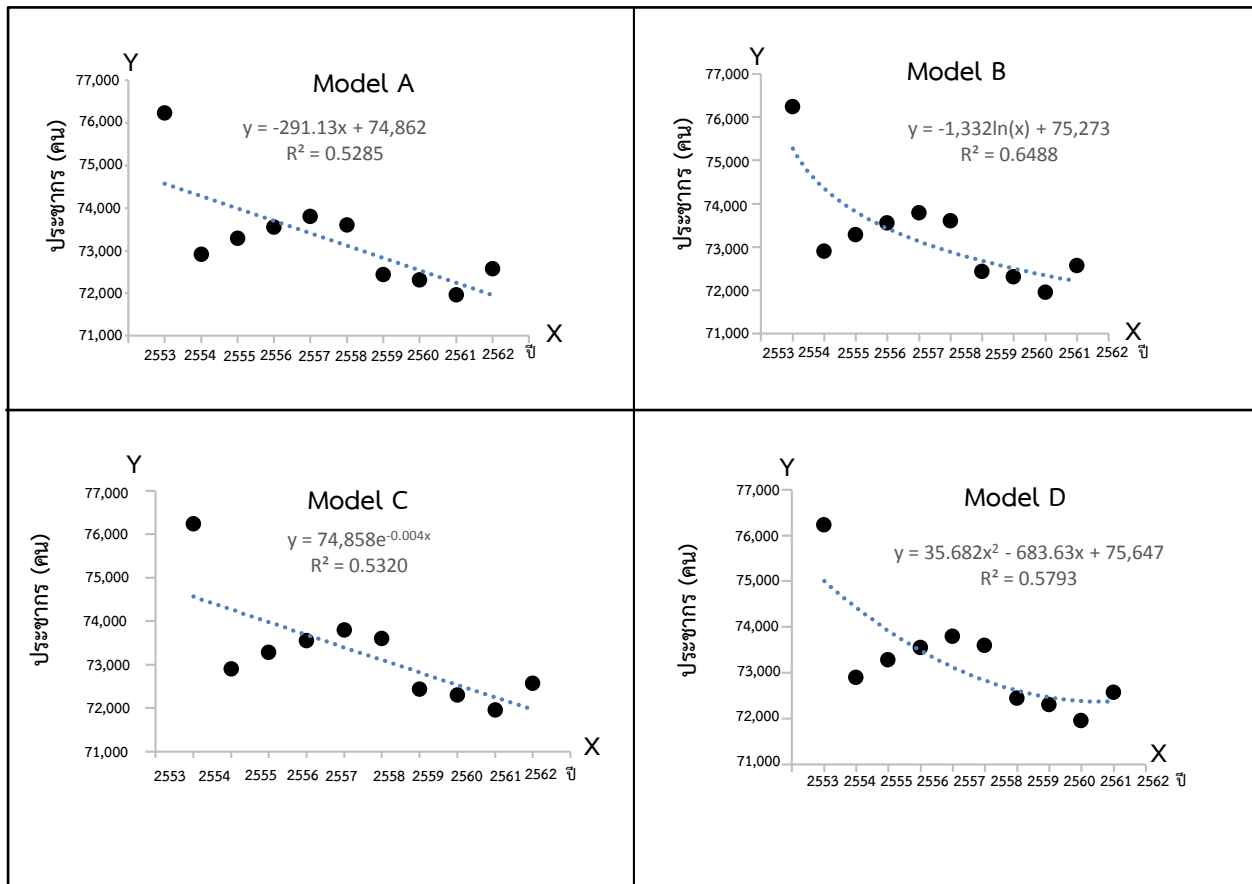 Y
Model A
y = -291.13x + 74,862
R² = 0.5285
ประชากร (คน)
77,000
76,000
75,000
74,000
73,000
72,000
71,000
X
2553 2554 2555 2556 2557 2558 2559 2560 2561 2562 ปี
Y
Model B
y = -1,332ln(x) + 75,273
R² = 0.6488
ประชากร (คน)
77,000
76,000
75,000
74,000
73,000
72,000
71,000
X
2553 2554 2555 2556 2557 2558 2559 2560 2561 2562 ปี
Y
Model C
y = 74,858e^-0.004x
R² = 0.5320
ประชากร (คน)
77,000
76,000
75,000
74,000
73,000
72,000
71,000
X
2553 2554 2555 2556 2557 2558 2559 2560 2561 2562 ปี
Y
Model D
y = 35.682x² - 683.63x + 75,647
R² = 0.5793
ประชากร (คน)
77,000
76,000
75,000
74,000
73,000
72,000
71,000
X
2553 2554 2555 2556 2557 2558 2559 2560 2561 2562 ปี